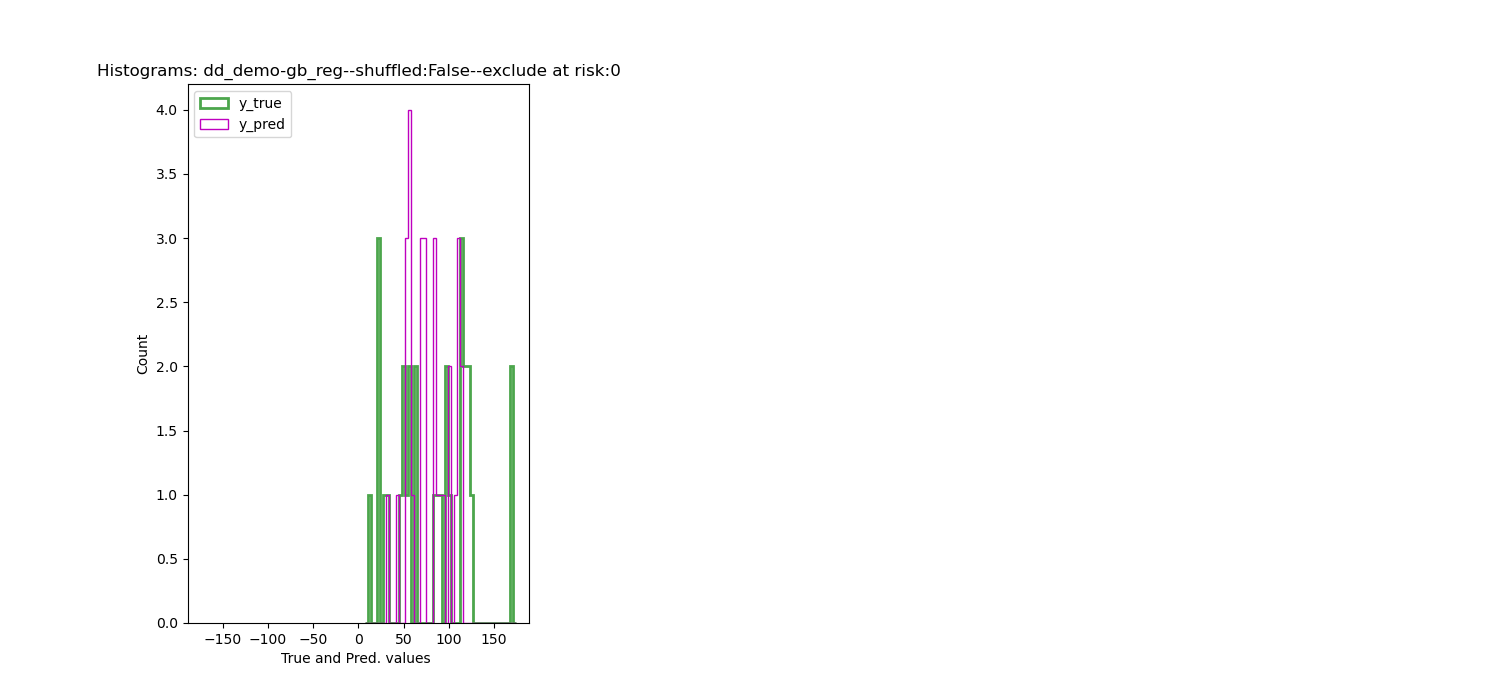 Histograms: dd_demo-gb_reg--shuffled:False--exclude at risk:0
y_true
y_pred
4.0
3.5
3.0
2.5
2.0
1.5
1.0
0.5
0.0
Count
−150 −100 −50 0 50 100 150
True and Pred. values